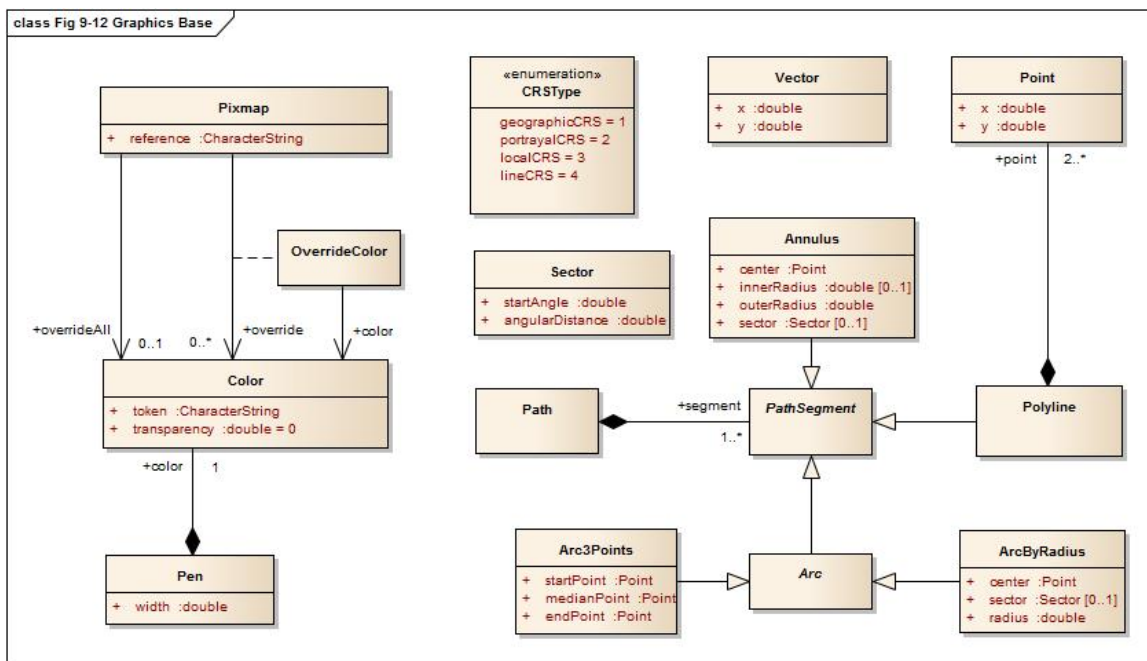 class Fig 9-12 Graphics Base
Pixmap
+ reference :CharacterString
«enumeration»
CRSType
geographicCRS = 1
portrayalCRS = 2
localCRS = 3
lineCRS = 4
Vector
+ x :double
+ y :double
Point
+ x :double
+ y :double
+point 2..*
OverrideColor
Sector
+ startAngle :double
+ angularDistance :double
Annulus
+ center :Point
+ innerRadius :double [0..1]
+ outerRadius :double
+ sector :Sector [0..1]
+overrideAll 0..1 0..* +override +color
Color
+ token :CharacterString
+ transparency :double = 0
+color 1
Path
+segment
1..*
PathSegment
Polyline
Pen
+ width :double
Arc3Points
+ startPoint :Point
+ medianPoint :Point
+ endPoint :Point
Arc
ArcByRadius
+ center :Point
+ sector :Sector [0..1]
+ radius :double